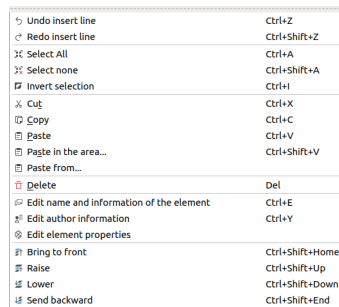 Undo insert line Ctrl+Z
Redo insert line Ctrl+Shift+Z
Select All Ctrl+A
Select none Ctrl+Shift+A
Invert selection Ctrl+I
Cut Ctrl+X
Copy Ctrl+C
Paste Ctrl+V
Paste in the area... Ctrl+Shift+V
Paste from...
Delete Del
Edit name and information of the element Ctrl+E
Edit author information Ctrl+Y
Edit element properties
Bring to front Ctrl+Shift+Home
Raise Ctrl+Shift+Up
Lower Ctrl+Shift+Down
Send backward Ctrl+Shift+End